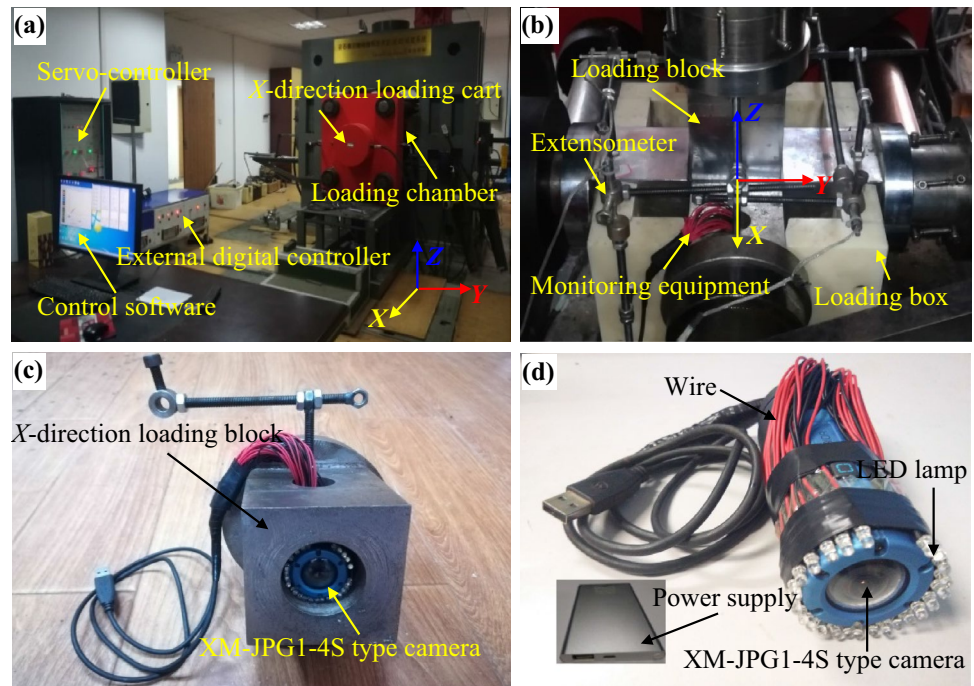 (a)
Servo-controller
X-direction loading cart
Loading chamber
External digital controller
Control software
Z
Y
X
(b)
Loading block
Z
Extensometer
Y
X
Monitoring equipment
Loading box
(c)
X-direction loading block
XM-JPG1-4S type camera
(d)
Wire
LED lamp
Power supply
XM-JPG1-4S type camera